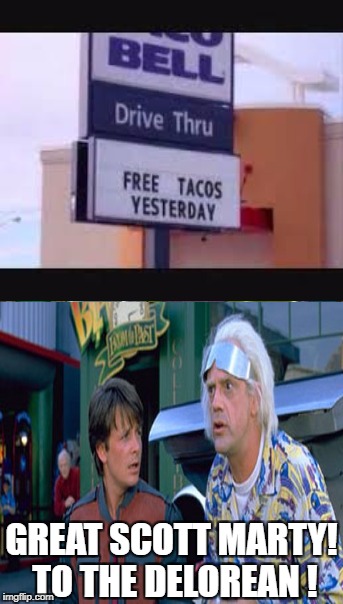 BELL
Drive Thru
FREE TACOS
YESTERDAY
GREAT SCOTT MARTY!
TO THE DELOREAN !
imgflip.com